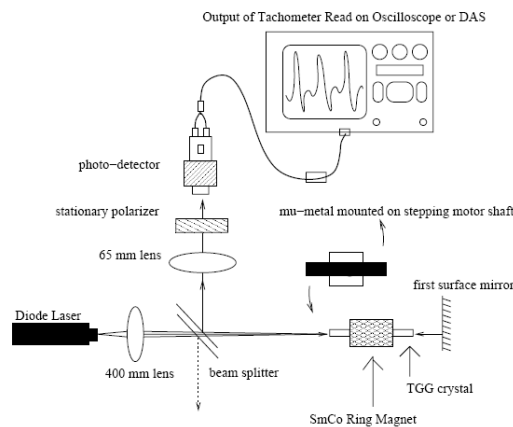 Output of Tachometer Read on Oscilloscope or DAS
photo-detector
stationary polarizer
mu-metal mounted on stepping motor shaft
65 mm lens
first surface mirror
Diode Laser
400 mm lens
beam splitter
TGG crystal
SmCo Ring Magnet